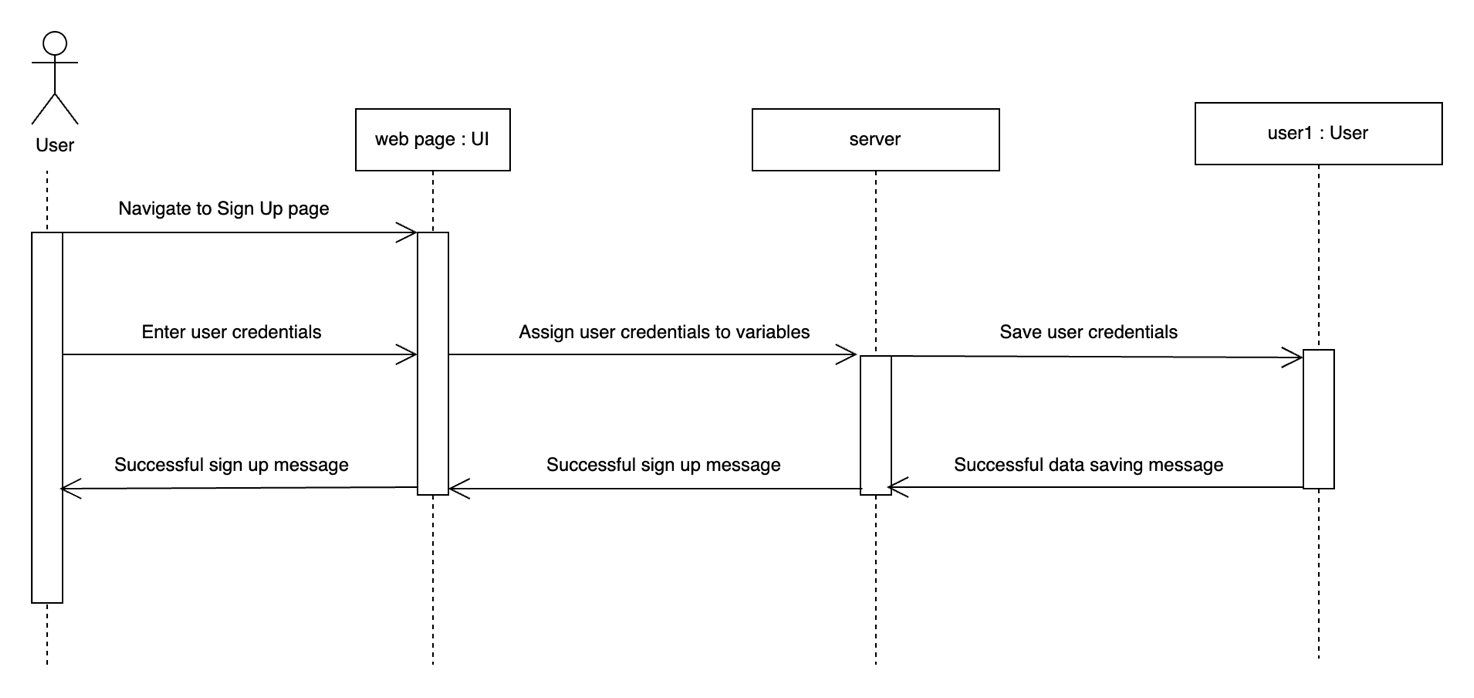 User
web page : UI
server
user1 : User
Navigate to Sign Up page
Enter user credentials
Assign user credentials to variables
Save user credentials
Successful sign up message
Successful sign up message
Successful data saving message